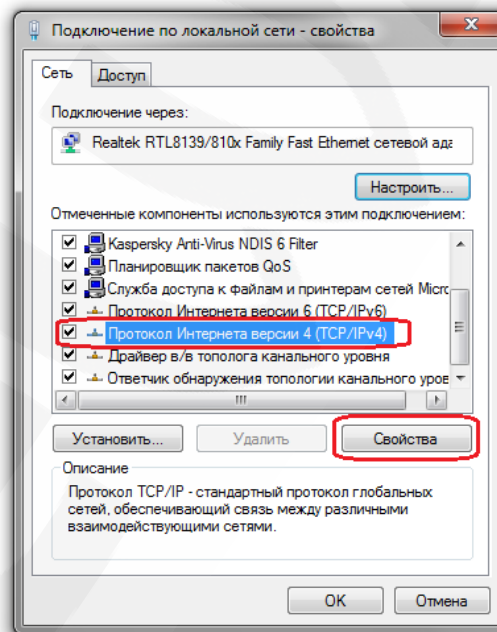 Подключение по локальной сети - свойства
Сеть
Доступ
Подключение через:
Realtek RTL8139/810x Family Fast Ethernet сетевой ада
Настроить...
Отмеченные компоненты используются этим подключением:
Kaspersky Anti-Virus NDIS 6 Filter
Планировщик пакетов QoS
Служба доступа к файлам и принтерам сетей Micro
Протокол Интернета версии 6 (TCP/IPv6)
Протокол Интернета версии 4 (TCP/IPv4)
Драйвер в/в тополога канального уровня
Ответчик обнаружения топологии канального уров
Установить...
Удалить
Свойства
Описание
Протокол TCP/IP - стандартный протокол глобальных
сетей, обеспечивающий связь между различными
взаимодействующими сетями.
OK
Отмена